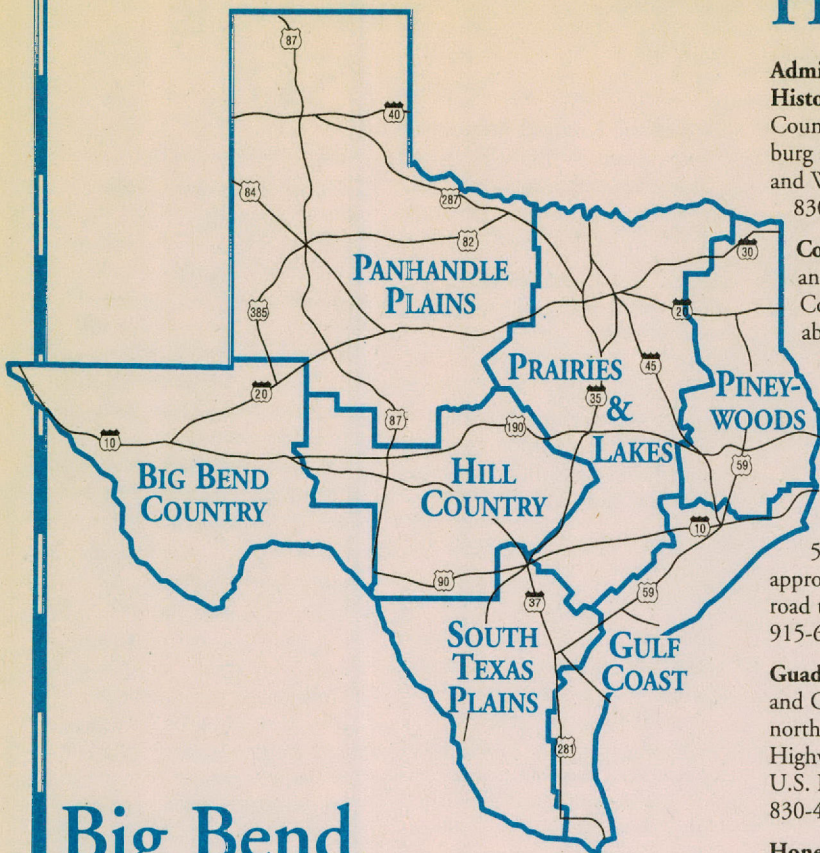 87
40
84
287
82
30
PANHANDLE
PLAINS
385
20
PRAIRIES
&
LAKES
45
35
PINEY-
WOODS
20
10
87
190
59
BIG BEND
COUNTRY
HILL
COUNTRY
10
90
37
59
SOUTH
TEXAS
PLAINS
GULF
COAST
281
Big Bend
Admi
Histo
Coun
burg
and W
830
Co
an
Co
ab
5
appro
road t
915-6
Guad
and C
north
Highw
U.S. I
830-4
Hone